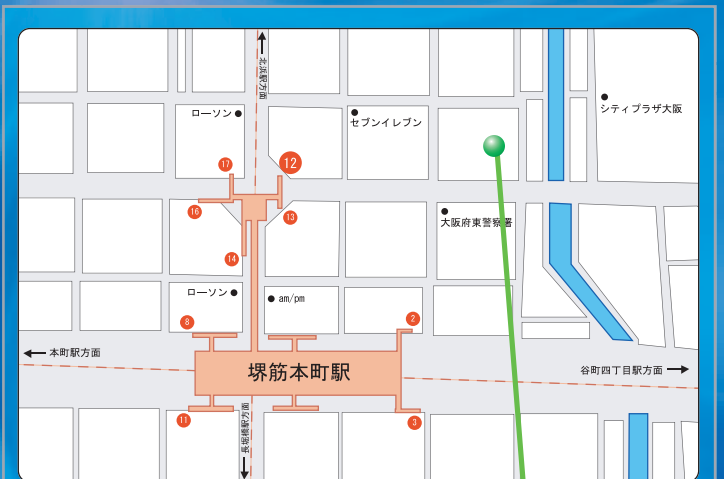 北浜駅方面
ローソン
セブンイレブン
シティプラザ大阪
17
12
16
13
大阪府東警察署
14
ローソン
am/pm
8
2
本町駅方面
堺筋本町駅
谷町四丁目駅方面
11
長堀橋駅方面
3